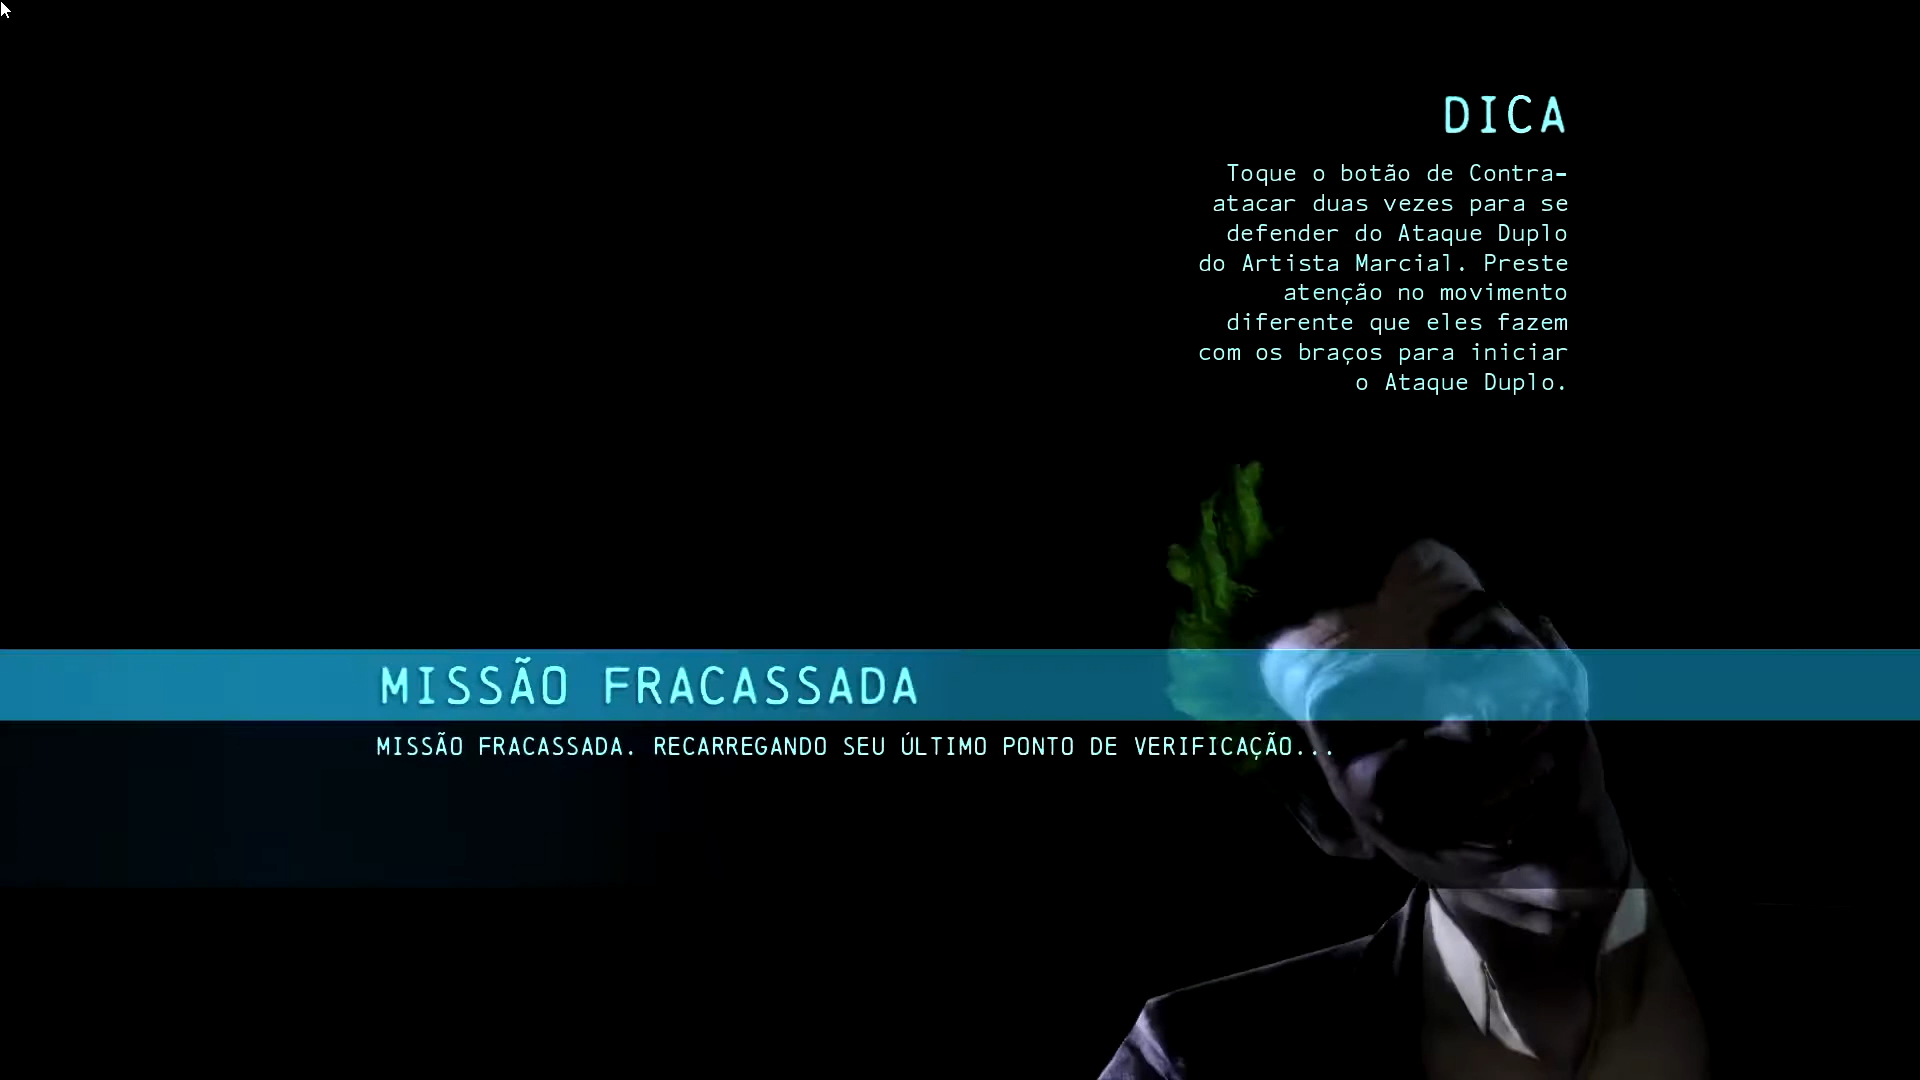 DICA
Toque o botão de Contra-
atacar duas vezes para se
defender do Ataque Duplo
do Artista Marcial. Preste
atenção no movimento
diferente que eles fazem
com os braços para iniciar
o Ataque Duplo.
MISSÃO FRACASSADA
MISSÃO FRACASSADA. RECARREGANDO SEU ÚLTIMO PONTO DE VERIFICAÇÃO...